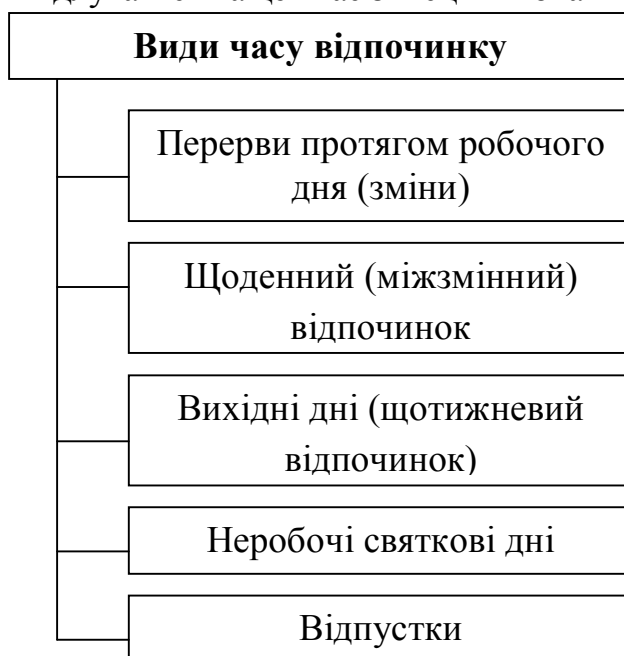 Види часу відпочинку
Перерви протягом робочого
дня (зміни)
Щоденний (міжзмінний)
відпочинок
Вихідні дні (щотижневий
відпочинок)
Неробочі святкові дні
Відпустки